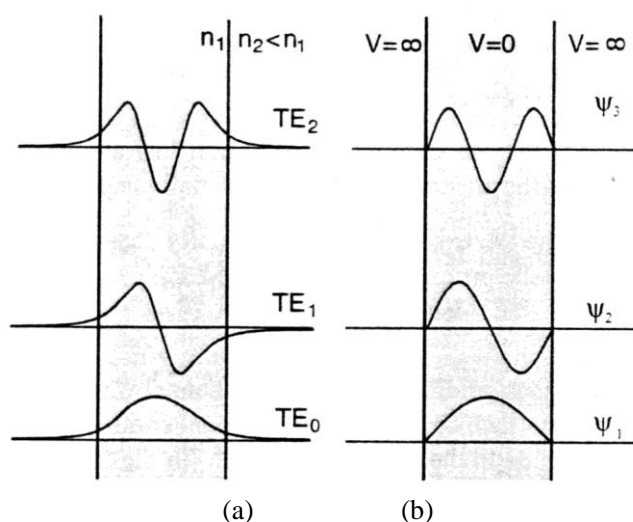 n₁ n₂<n₁ V=∞ V=0 V=∞
TE₂ ψ₃
TE₁ ψ₂
TE₀ ψ₁
(a) (b)